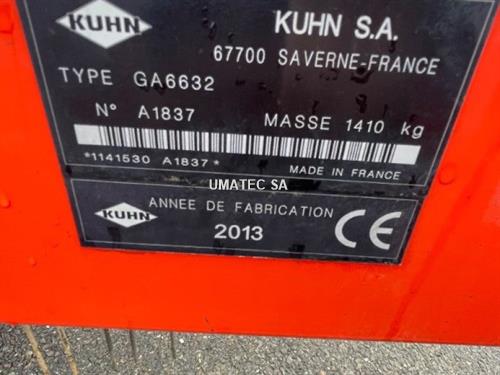 KUHN
KUHN S.A.
67700 SAVERNE-FRANCE
TYPE GA6632
N° A1837 MASSE 1410 kg
*1141530 A1837*
MADE IN FRANCE
UMATEC SA
KUHN
ANNEE DE FABRICATION
2013
CE